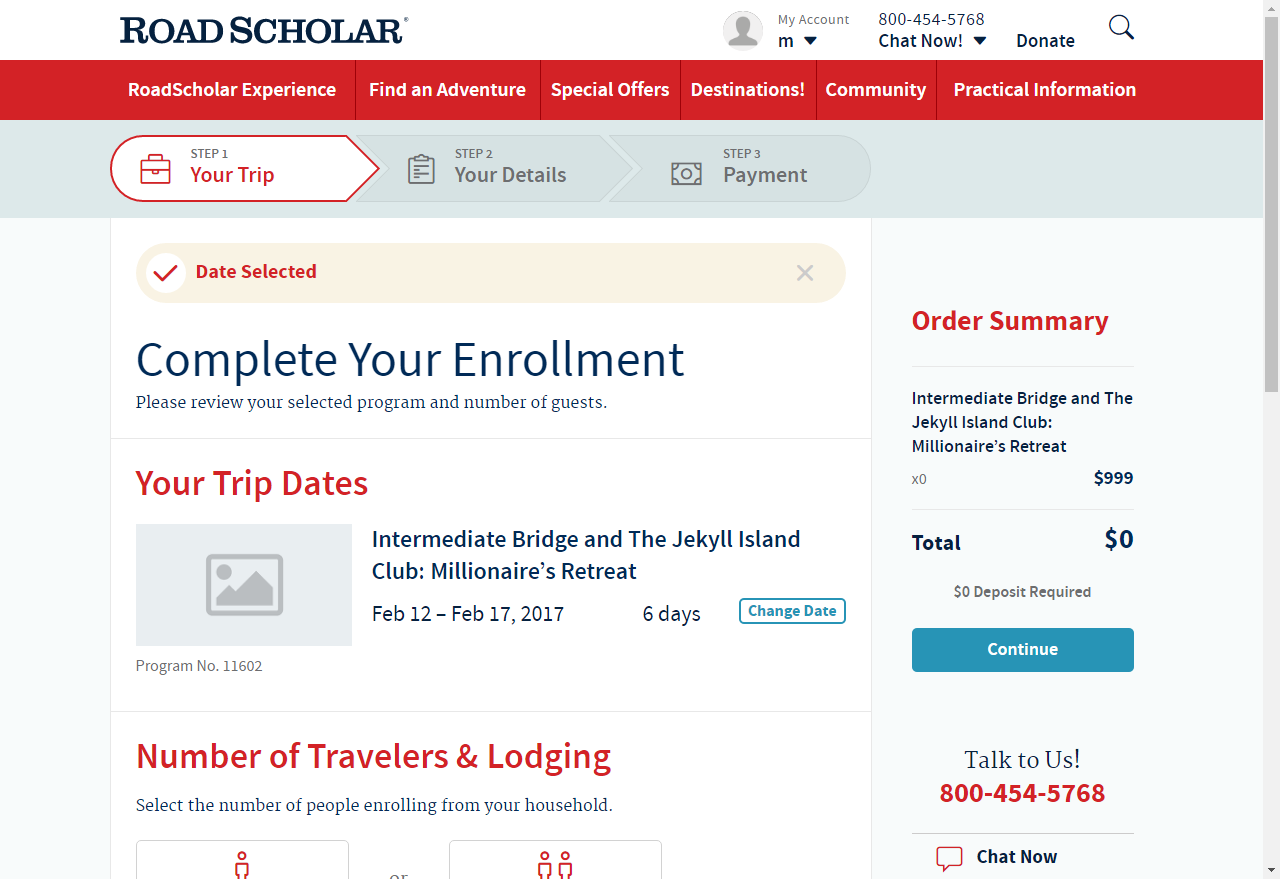 ROAD SCHOLAR®
My Account
m
800-454-5768
Chat Now!
Donate
RoadScholar Experience
Find an Adventure
Special Offers
Destinations!
Community
Practical Information
STEP 1
Your Trip
STEP 2
Your Details
STEP 3
Payment
Date Selected
Complete Your Enrollment
Please review your selected program and number of guests.
Your Trip Dates
Intermediate Bridge and The Jekyll Island
Club: Millionaire’s Retreat
Feb 12 – Feb 17, 2017
6 days
Change Date
Program No. 11602
Number of Travelers & Lodging
Select the number of people enrolling from your household.
or
Order Summary
Intermediate Bridge and The
Jekyll Island Club:
Millionaire’s Retreat
x0
$999
Total
$0
$0 Deposit Required
Continue
Talk to Us!
800-454-5768
Chat Now